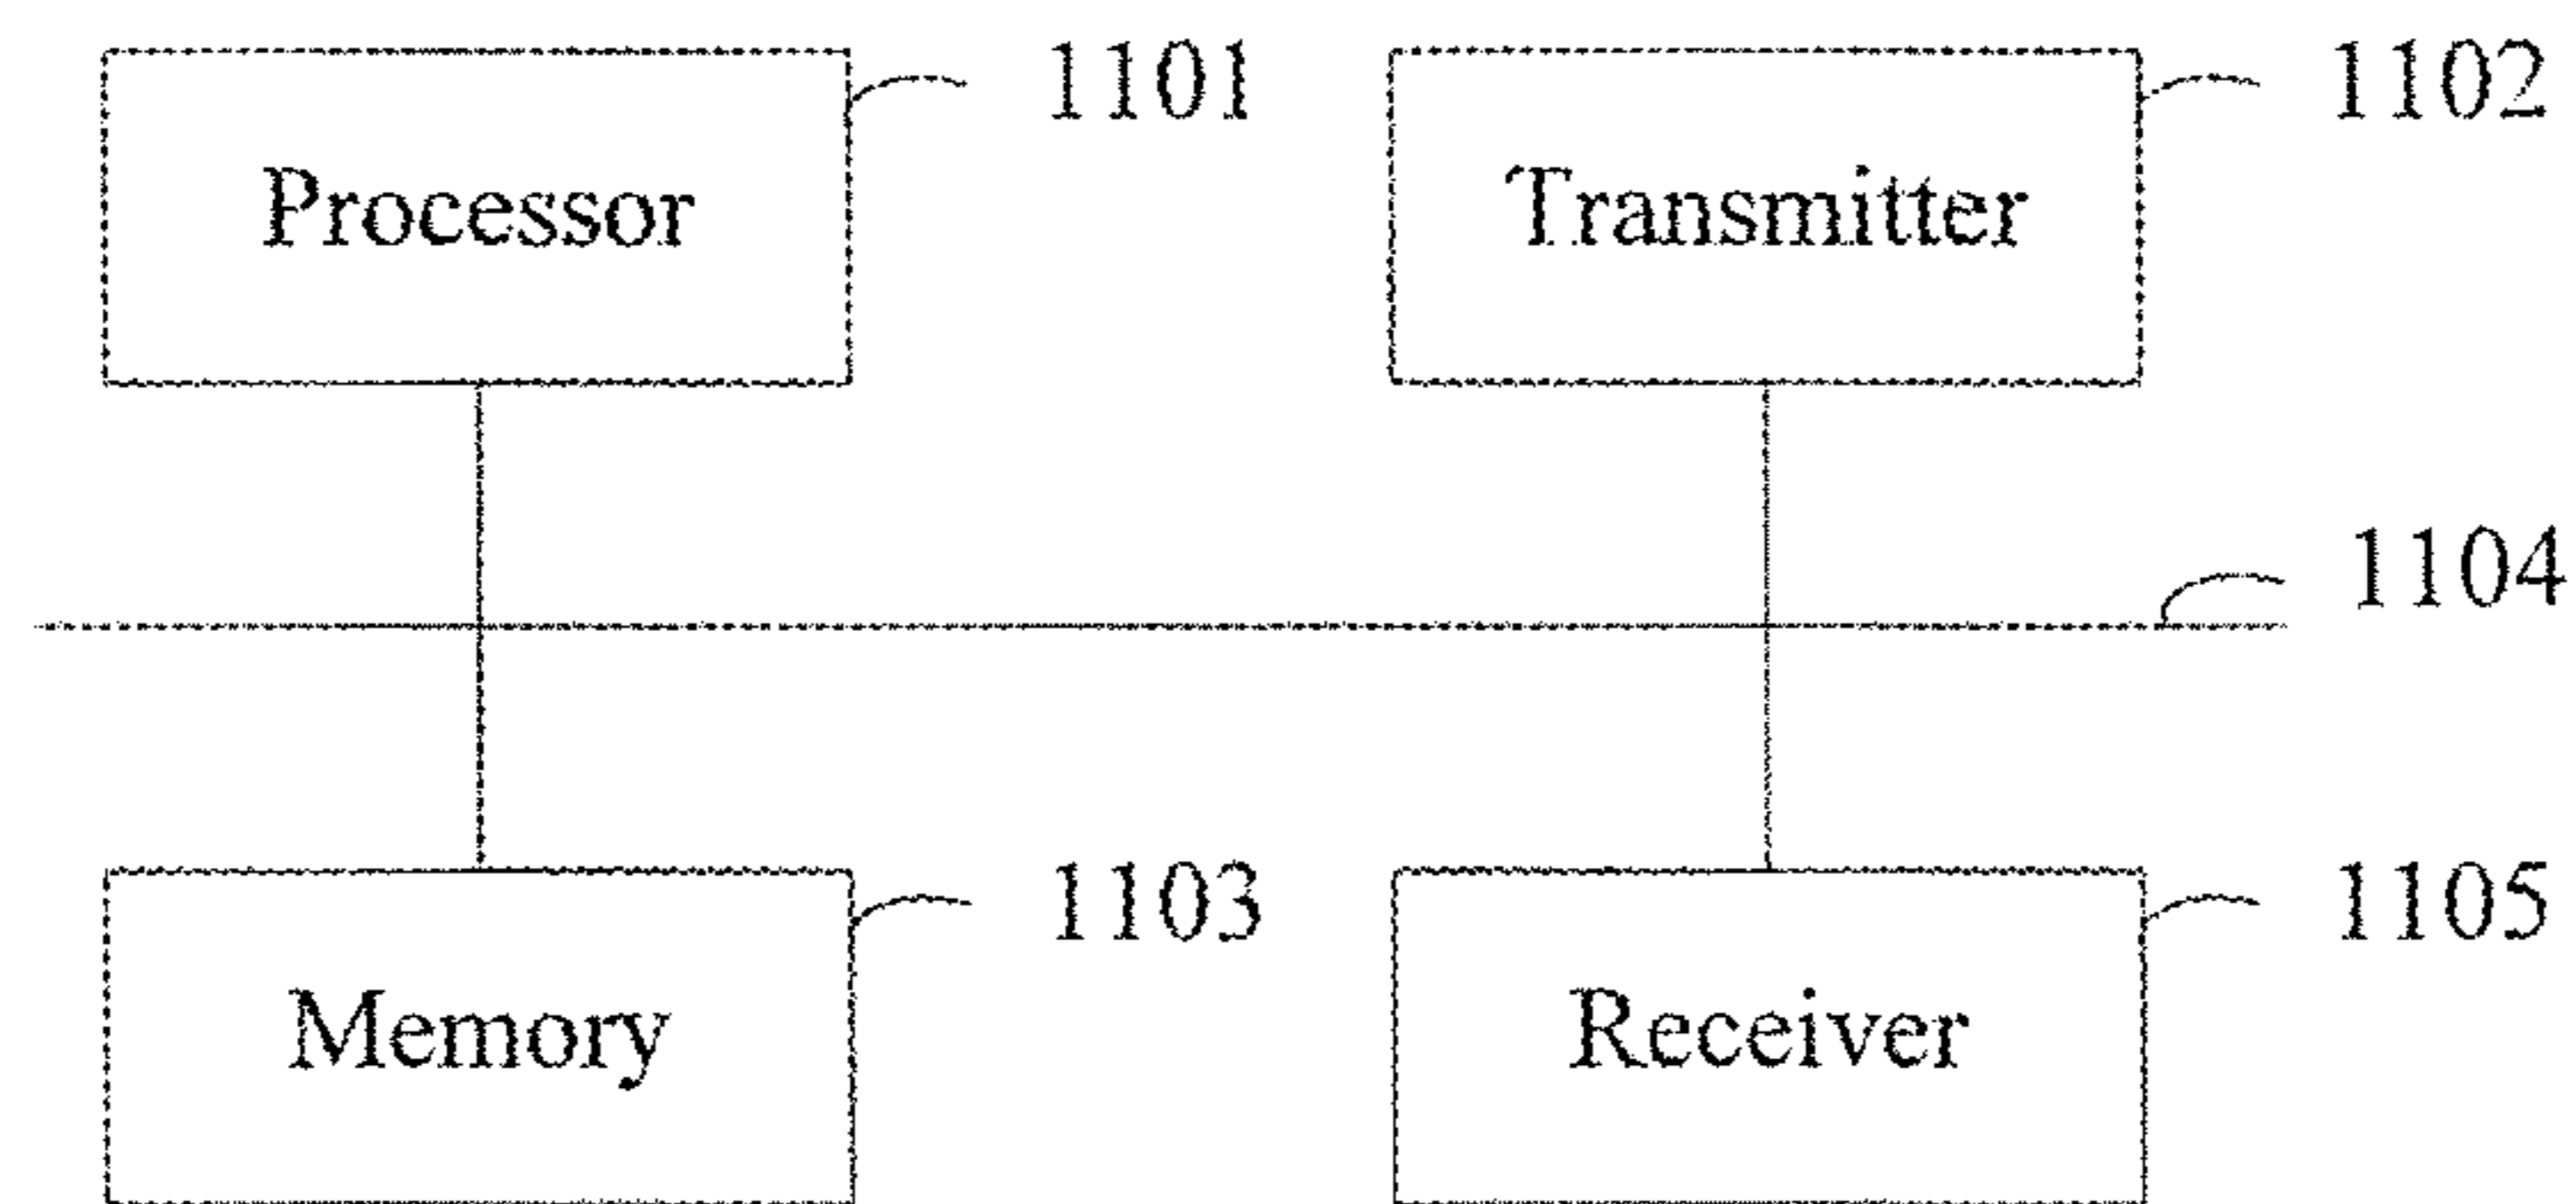 1101
1102
Processor
Transmitter
1104
1103
1105
Memory
Receiver